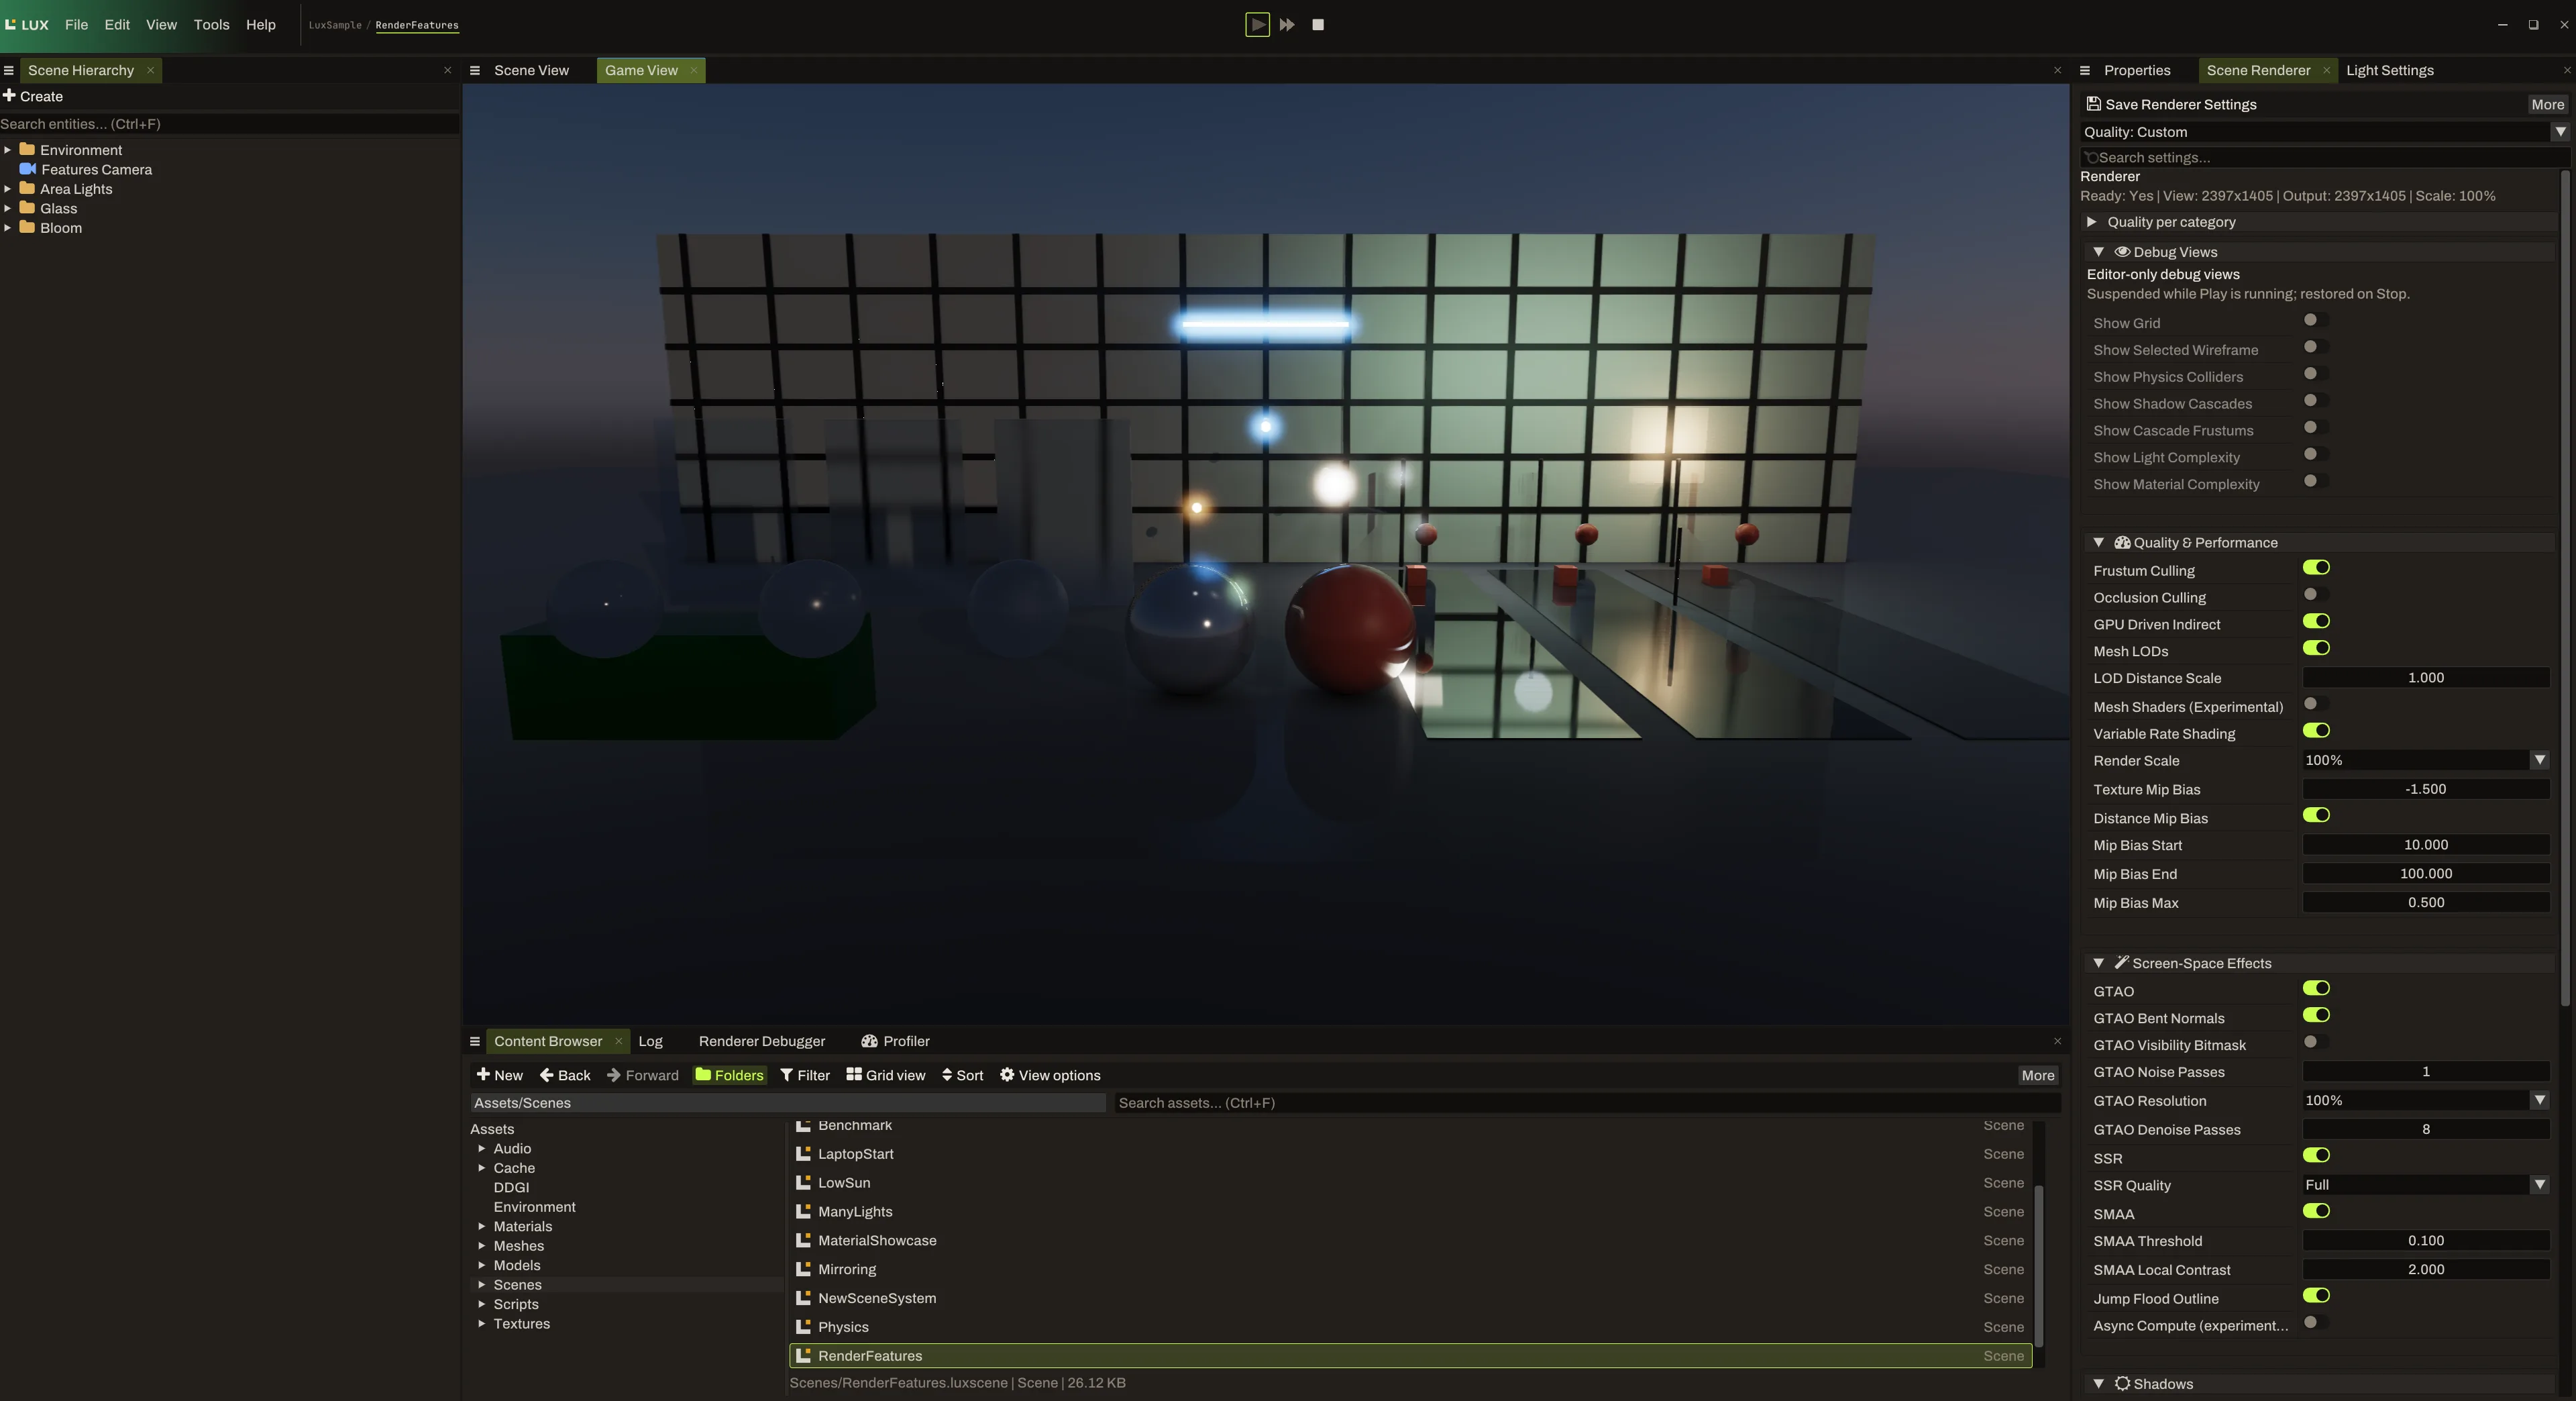 LUX File Edit View Tools Help LuxSample / RenderFeatures
Scene Hierarchy
Create
Search entities... (Ctrl+F)
Environment
Features Camera
Area Lights
Glass
Bloom
Scene View Game View
Properties Scene Renderer Light Settings
Save Renderer Settings More
Quality: Custom
Search settings...
Renderer
Ready: Yes | View: 2397x1405 | Output: 2397x1405 | Scale: 100%
Quality per category
Debug Views
Editor-only debug views
Suspended while Play is running; restored on Stop.
Show Grid
Show Selected Wireframe
Show Physics Colliders
Show Shadow Cascades
Show Cascade Frustums
Show Light Complexity
Show Material Complexity
Quality & Performance
Frustum Culling
Occlusion Culling
GPU Driven Indirect
Mesh LODs
LOD Distance Scale 1.000
Mesh Shaders (Experimental)
Variable Rate Shading
Render Scale 100%
Texture Mip Bias -1.500
Distance Mip Bias
Mip Bias Start 10.000
Mip Bias End 100.000
Mip Bias Max 0.500
Screen-Space Effects
GTAO
GTAO Bent Normals
GTAO Visibility Bitmask
GTAO Noise Passes 1
GTAO Resolution 100%
GTAO Denoise Passes 8
SSR
SSR Quality Full
SMAA
SMAA Threshold 0.100
SMAA Local Contrast 2.000
Jump Flood Outline
Async Compute (experiment...
Shadows
Content Browser Log Renderer Debugger Profiler
New Back Forward Folders Filter Grid view Sort View options More
Assets/Scenes Search assets... (Ctrl+F)
Assets
Audio
Cache
DDGI
Environment
Materials
Meshes
Models
Scenes
Scripts
Textures
Benchmark Scene
LaptopStart Scene
LowSun Scene
ManyLights Scene
MaterialShowcase Scene
Mirroring Scene
NewSceneSystem Scene
Physics Scene
RenderFeatures Scene
Scenes/RenderFeatures.luxscene | Scene | 26.12 KB